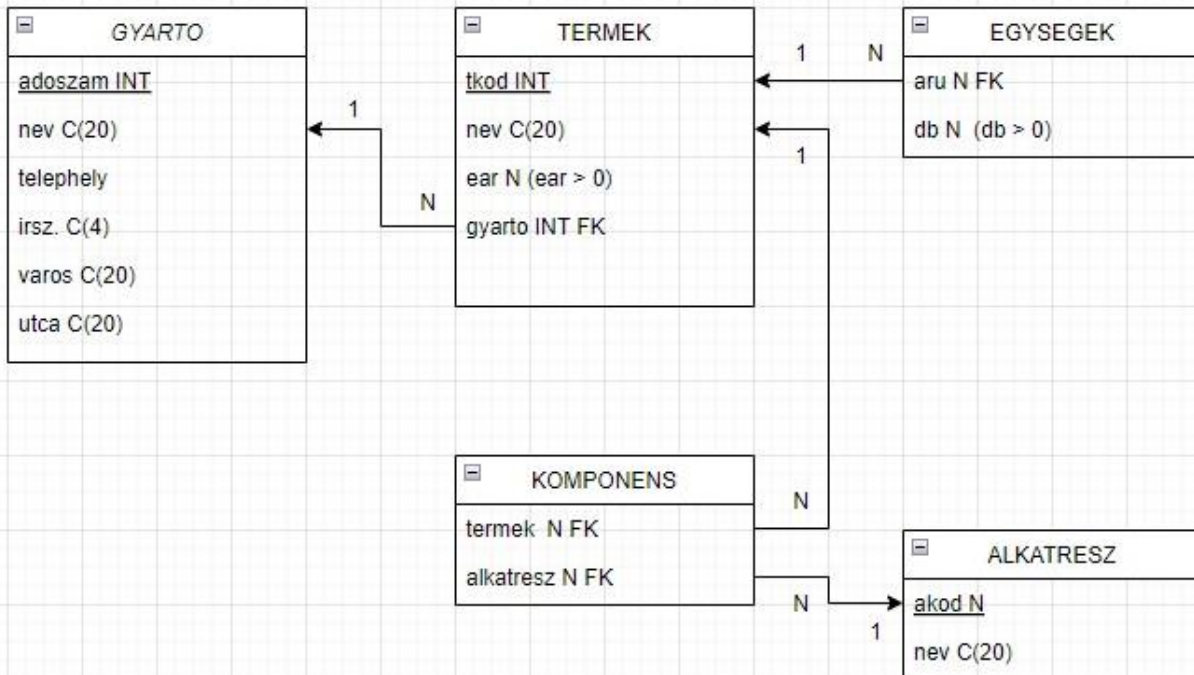 GYARTO
adoszam INT
nev C(20)
telephely
irsz. C(4)
varos C(20)
utca C(20)
1
N
TERMEK
tkod INT
nev C(20)
ear N (ear > 0)
gyarto INT FK
1
N
1
EGYSEGEK
aru N FK
db N (db > 0)
KOMPONENS
termek N FK
alkatresz N FK
N
N
1
ALKATRESZ
akod N
nev C(20)